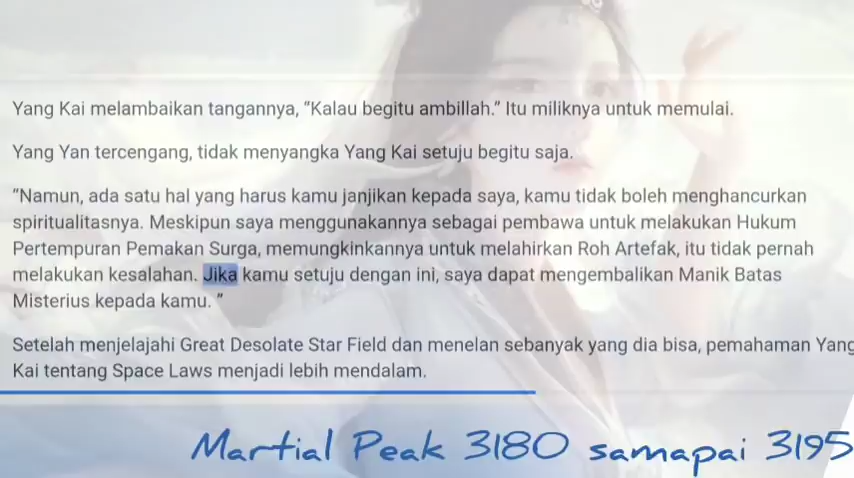 Yang Kai melambaikan tangannya, “Kalau begitu ambillah.” Itu miliknya untuk memulai.
Yang Yan tercengang, tidak menyangka Yang Kai setuju begitu saja.
“Namun, ada satu hal yang harus kamu janjikan kepada saya, kamu tidak boleh menghancurkan
spiritualitasnya. Meskipun saya menggunakannya sebagai pembawa untuk melakukan Hukum
Pertempuran Pemakan Surga, memungkinkannya untuk melahirkan Roh Artefak, itu tidak pernah
melakukan kesalahan. Jika kamu setuju dengan ini, saya dapat mengembalikan Manik Batas
Misterius kepada kamu. ”
Setelah menjelajahi Great Desolate Star Field dan menelan sebanyak yang dia bisa, pemahaman Yang
Kai tentang Space Laws menjadi lebih mendalam.
Martial Peak 3180 samapai 3195